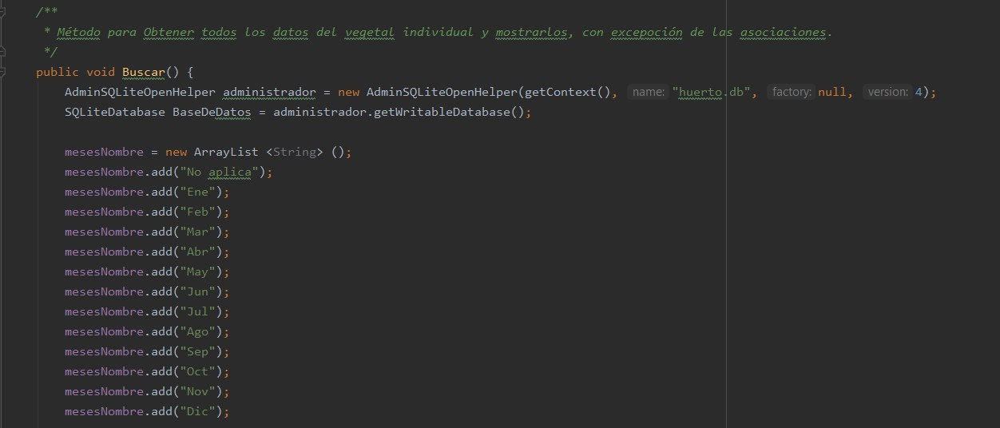 /**
* Método para Obtener todos los datos del vegetal individual y mostrarlos, con excepoción de las asociaciones.
*/
public void Buscar() {
AdminSQLiteOpenHelper administrador = new AdminSQLiteOpenHelper(getContext(), name: "huerto.db", factory: null, version: 4);
SQLiteDatabase BaseDeDatos = administrador.getWritableDatabase();
mesesNombre = new ArrayList <String> ();
mesesNombre.add("No aplica");
mesesNombre.add("Ene");
mesesNombre.add("Feb");
mesesNombre.add("Mar");
mesesNombre.add("Abr");
mesesNombre.add("May");
mesesNombre.add("Jun");
mesesNombre.add("Jul");
mesesNombre.add("Ago");
mesesNombre.add("Sep");
mesesNombre.add("Oct");
mesesNombre.add("Nov");
mesesNombre.add("Dic");